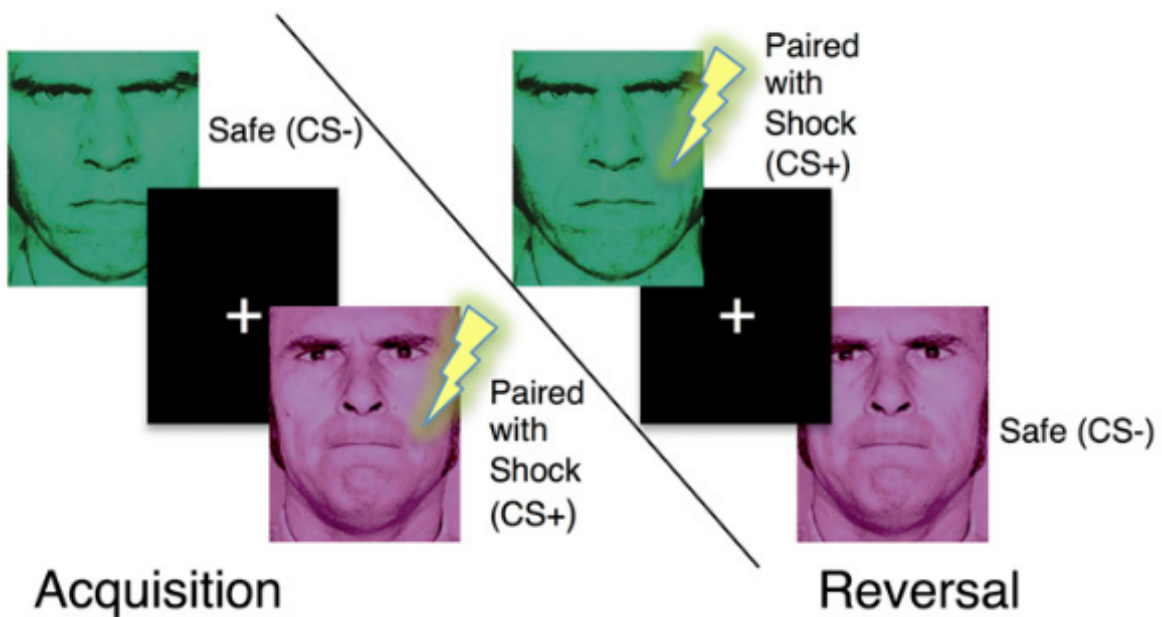 Safe (CS-)
Paired
with
Shock
(CS+)
Acquisition
Paired
with
Shock
(CS+)
Safe (CS-)
Reversal